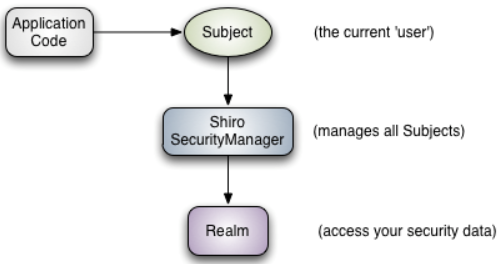 Application
Code
Subject
(the current 'user')
Shiro
SecurityManager
(manages all Subjects)
Realm
(access your security data)